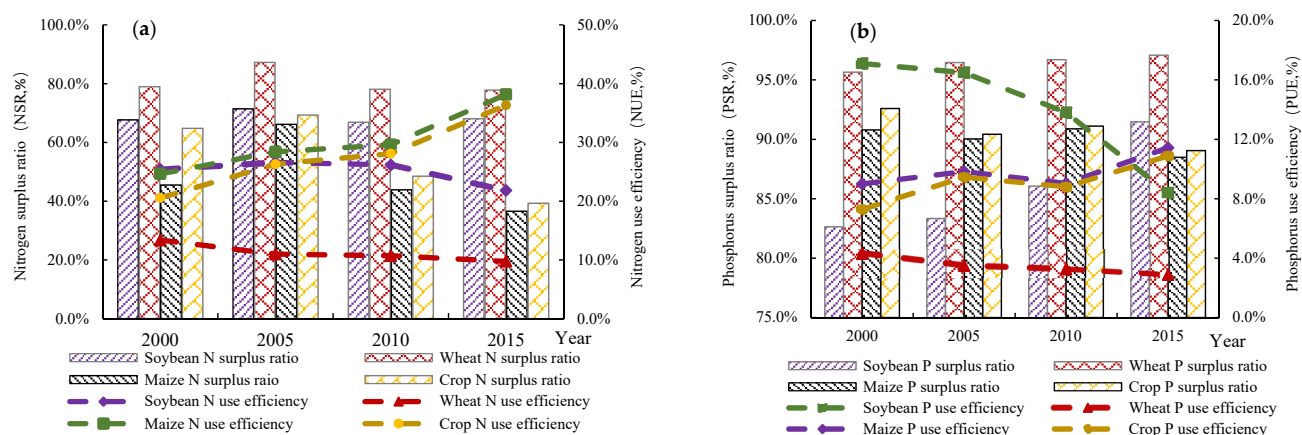 (a)
Nitrogen surplus ratio (NSR,%)
100.0%
80.0%
60.0%
40.0%
20.0%
0.0%
50.0%
40.0%
30.0%
20.0%
10.0%
0.0%
Nitrogen use efficiency (NUE,%)
2000 2005 2010 2015 Year
Soybean N surplus ratio Wheat N surplus ratio
Maize N surplus raio Crop N surplus ratio
Soybean N use efficiency Wheat N use efficiency
Maize N use efficiency Crop N use efficiency
(b)
Phosphorus surplus ratio (PSR,%)
100.0%
95.0%
90.0%
85.0%
80.0%
75.0%
20.0%
16.0%
12.0%
8.0%
4.0%
0.0%
Phosphorus use efficiency (PUE,%)
2000 2005 2010 2015 Year
Soybean P surplus ratio Wheat P surplus ratio
Maize P surplus ratio Crop P surplus ratio
Soybean P use efficiency Wheat P use efficiency
Maize P use efficiency Crop P use efficiency